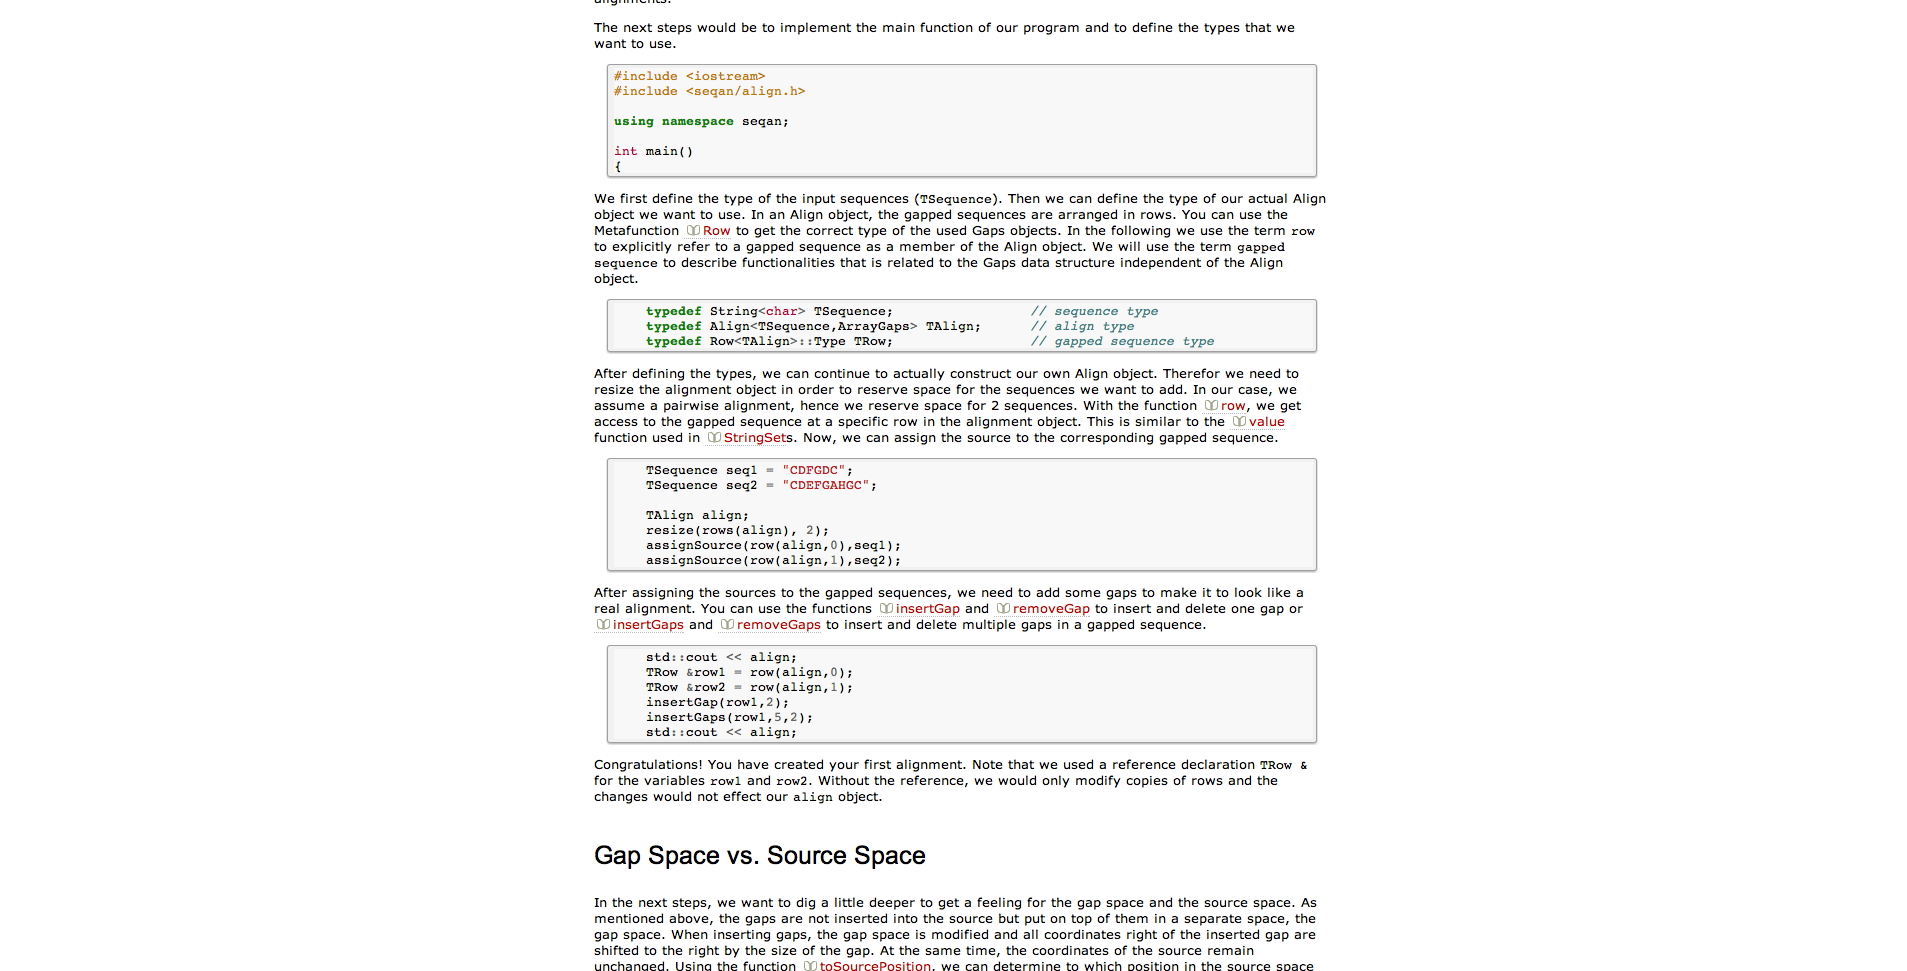 alignments.
The next steps would be to implement the main function of our program and to define the types that we
want to use.
#include <iostream>
#include <seqan/align.h>
using namespace seqan;
int main()
{
We first define the type of the input sequences (TSequence). Then we can define the type of our actual Align
object we want to use. In an Align object, the gapped sequences are arranged in rows. You can use the
Metafunction Row to get the correct type of the used Gaps objects. In the following we use the term row
to explicitly refer to a gapped sequence as a member of the Align object. We will use the term gapped
sequence to describe functionalities that is related to the Gaps data structure independent of the Align
object.
typedef String<char> TSequence; // sequence type
typedef Align<TSequence,ArrayGaps> TAlign; // align type
typedef Row<TAlign>::Type TRow; // gapped sequence type
After defining the types, we can continue to actually construct our own Align object. Therefor we need to
resize the alignment object in order to reserve space for the sequences we want to add. In our case, we
assume a pairwise alignment, hence we reserve space for 2 sequences. With the function row, we get
access to the gapped sequence at a specific row in the alignment object. This is similar to the value
function used in StringSets. Now, we can assign the source to the corresponding gapped sequence.
TSequence seq1 = "CDFGDC";
TSequence seq2 = "CDEFGAHGC";
TAlign align;
resize(rows(align), 2);
assignSource(row(align,0),seq1);
assignSource(row(align,1),seq2);
After assigning the sources to the gapped sequences, we need to add some gaps to make it to look like a
real alignment. You can use the functions insertGap and removeGap to insert and delete one gap or
insertGaps and removeGaps to insert and delete multiple gaps in a gapped sequence.
std::cout << align;
TRow &row1 = row(align,0);
TRow &row2 = row(align,1);
insertGap(row1,2);
insertGaps(row1,5,2);
std::cout << align;
Congratulations! You have created your first alignment. Note that we used a reference declaration TRow &
for the variables row1 and row2. Without the reference, we would only modify copies of rows and the
changes would not effect our align object.
Gap Space vs. Source Space
In the next steps, we want to dig a little deeper to get a feeling for the gap space and the source space. As
mentioned above, the gaps are not inserted into the source but put on top of them in a separate space, the
gap space. When inserting gaps, the gap space is modified and all coordinates right of the inserted gap are
shifted to the right by the size of the gap. At the same time, the coordinates of the source remain
unchanged. Using the function toSourcePosition, we can determine to which position in the source space